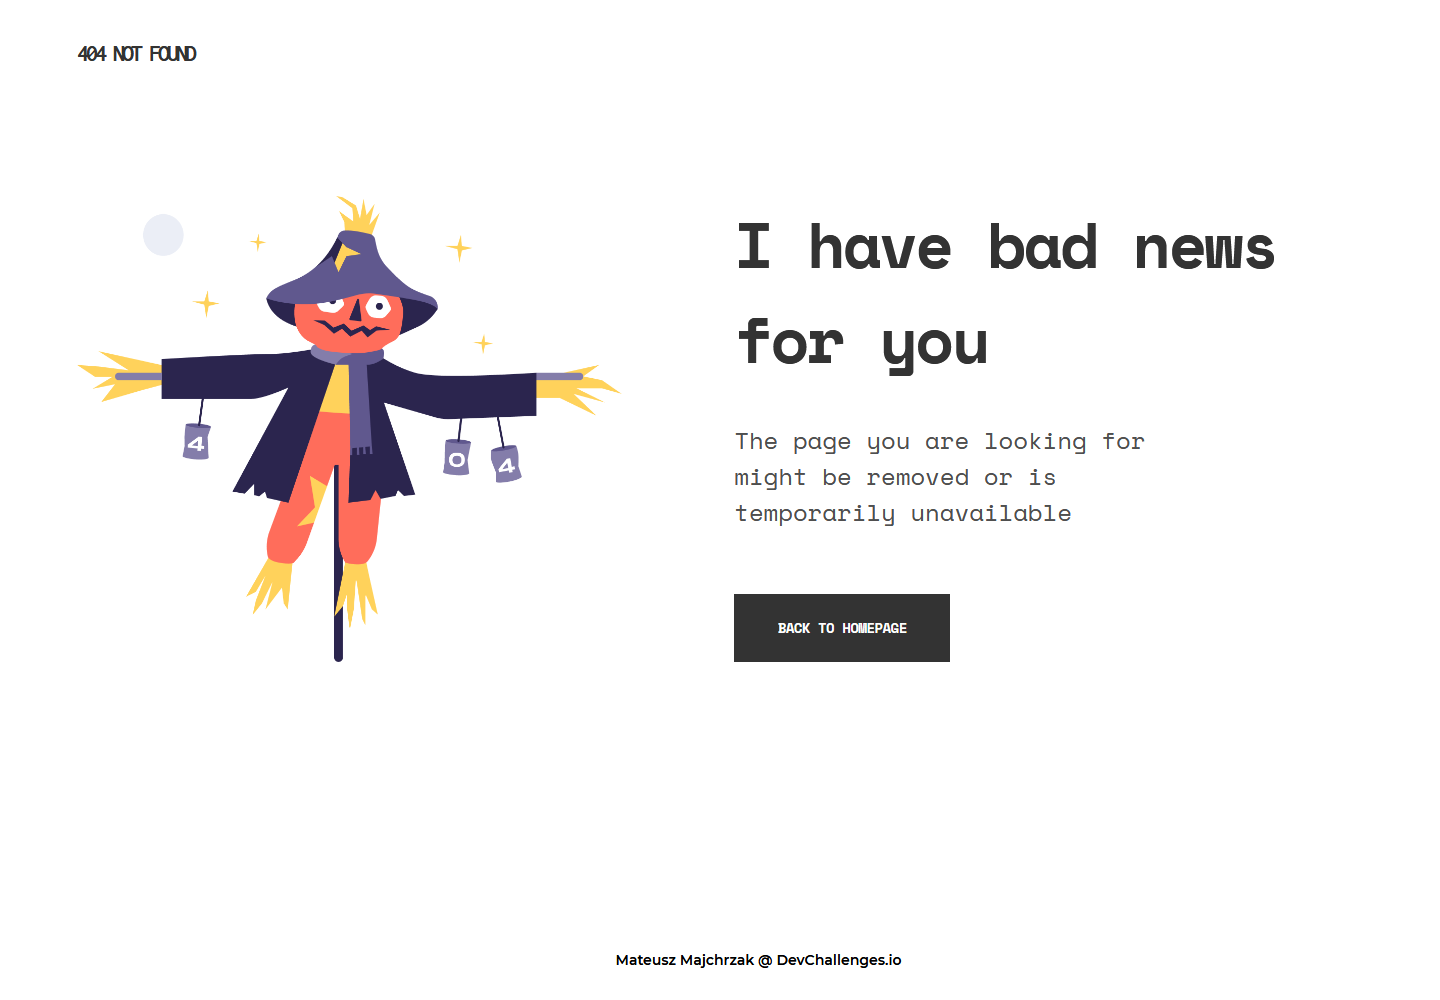 404 NOT FOUND
I have bad news
for you
The page you are looking for
might be removed or is
temporarily unavailable
BACK TO HOMEPAGE
4
0
4
Mateusz Majchrzak @ DevChallenges.io